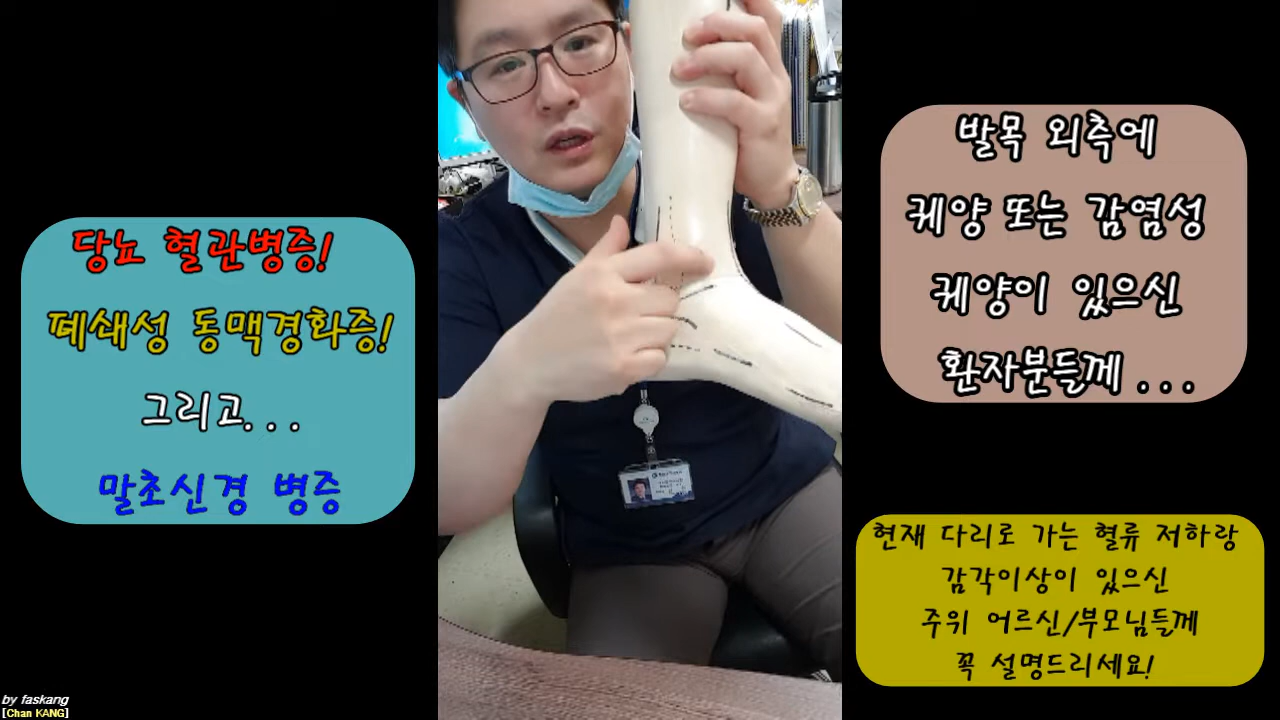 당뇨 혈관병증!
폐쇄성 동맥경화증!
그리고...
말초신경 병증
발목 외측에
궤양 또는 감염성
궤양이 있으신
환자분들께...
현재 다리로 가는 혈류 저하랑
감각이상이 있으신
주위 어르신/부모님들께
꼭 설명드리세요!
by faskang
[Chan KANG]